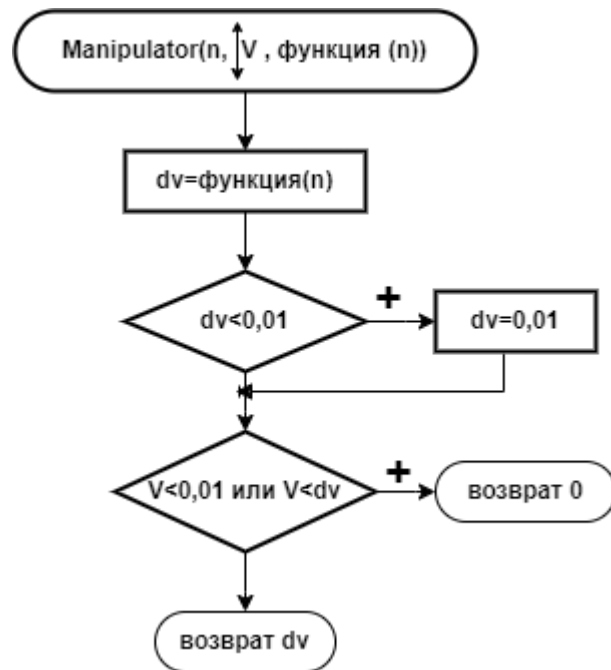 Manipulator(n, V , функция (n))
dv=функция(n)
dv<0,01
+
dv=0,01
V<0,01 или V<dv
+
возврат 0
возврат dv